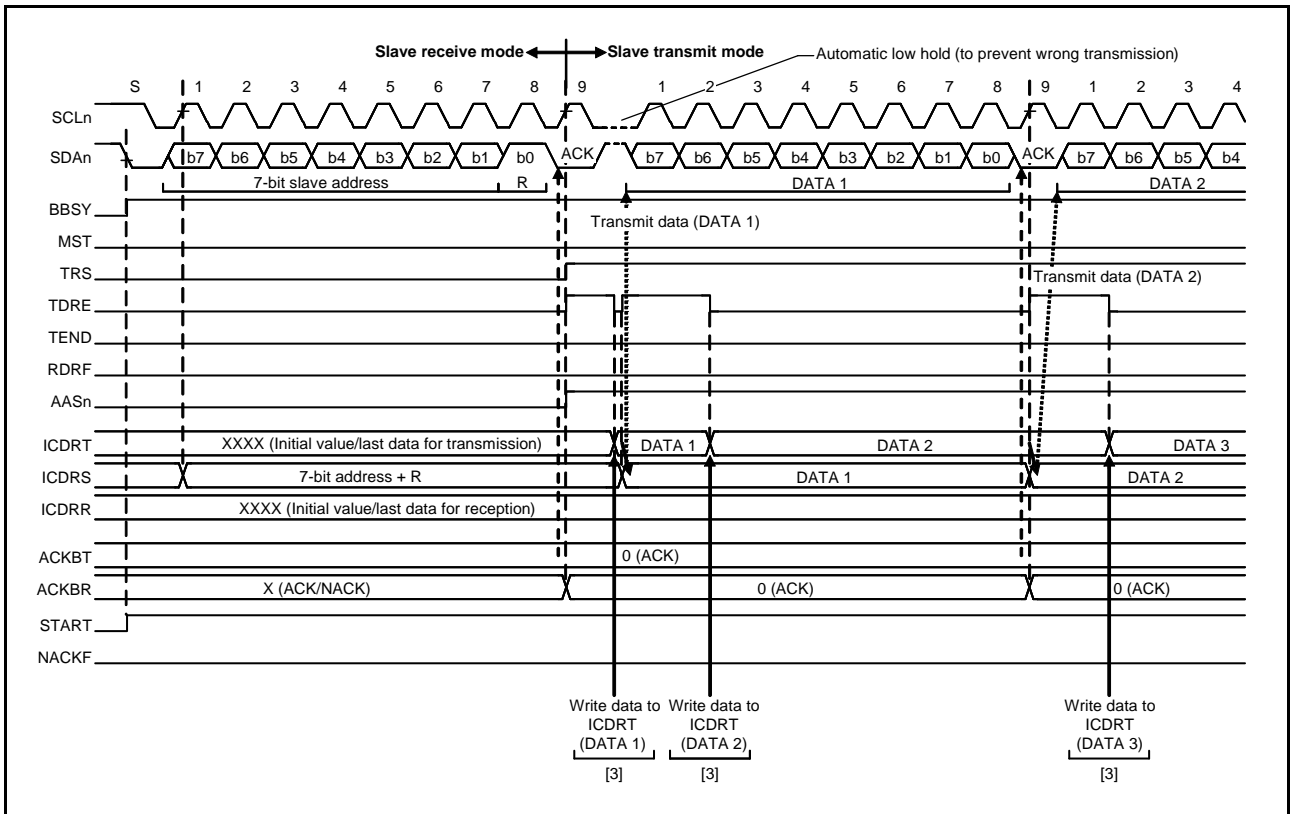 Slave receive mode Slave transmit mode
Automatic low hold (to prevent wrong transmission)
S 1 2 3 4 5 6 7 8 9 1 2 3 4 5 6 7 8 9 1 2 3 4
SCLn
SDAn b7 b6 b5 b4 b3 b2 b1 b0 ACK b7 b6 b5 b4 b3 b2 b1 b0 ACK b7 b6 b5 b4
7-bit slave address R DATA 1 DATA 2
BBSY
Transmit data (DATA 1)
MST
TRS
Transmit data (DATA 2)
TDRE
TEND
RDRF
AASn
ICDRT XXXX (Initial value/last data for transmission) DATA 1 DATA 2 DATA 3
ICDRS 7-bit address + R DATA 1 DATA 2
ICDRR XXXX (Initial value/last data for reception)
ACKBT 0 (ACK)
ACKBR X (ACK/NACK) 0 (ACK) 0 (ACK)
START
NACKF
Write data to ICDRT (DATA 1) [3]
Write data to ICDRT (DATA 2) [3]
Write data to ICDRT (DATA 3) [3]